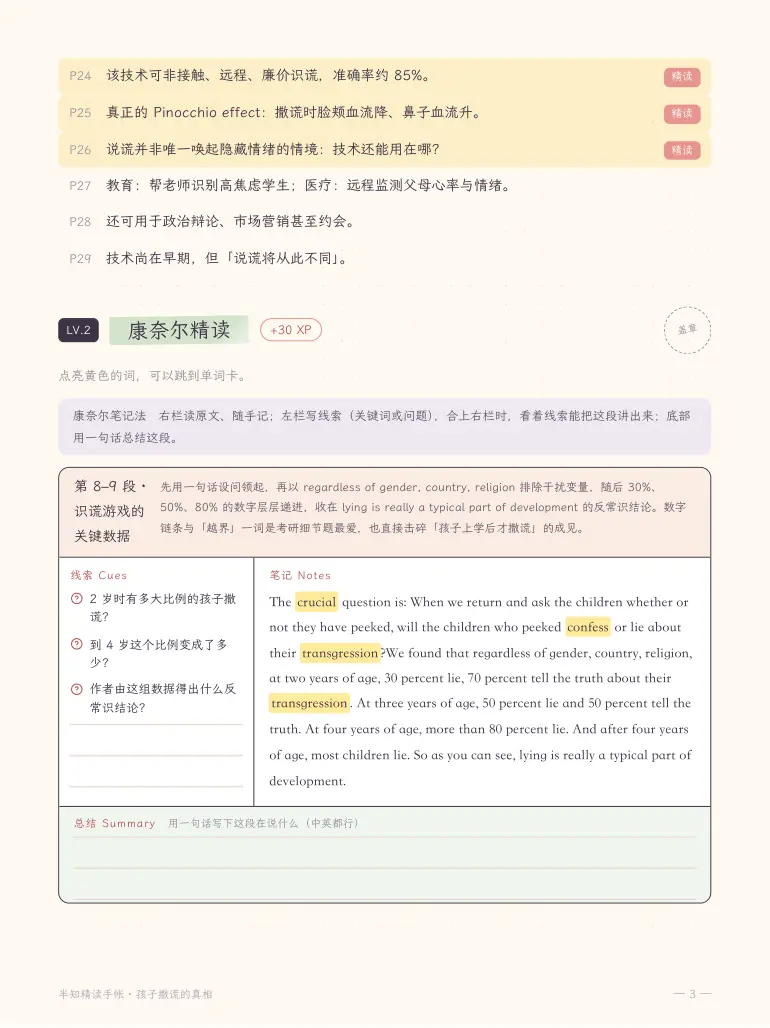 P24 该技术可非接触、远程、廉价识谎，准确率约 85%。 精读
P25 真正的 Pinocchio effect：撒谎时脸颊血流降、鼻子血流升。 精读
P26 说谎并非唯一唤起隐藏情绪的情境：技术还能用在哪？ 精读
P27 教育：帮老师识别高焦虑学生；医疗：远程监测父母心率与情绪。
P28 还可用于政治辩论、市场营销甚至约会。
P29 技术尚在早期，但「说谎将从此不同」。
LV.2 康奈尔精读 +30 XP 盖章
点亮黄色的词，可以跳到单词卡。
康奈尔笔记法 右栏读原文、随手记；左栏写线索（关键词或问题），合上右栏时，看着线索能把这段讲出来；底部
用一句话总结这段。
第 8–9 段·
识谎游戏的
关键数据
先用一句话设问领起，再以 regardless of gender, country, religion 排除干扰变量，随后 30%、
50%、80% 的数字层层递进，收在 lying is really a typical part of development 的反常识结论。数字
链条与「越界」一词是考研细节题最爱，也直接击碎「孩子上学后才撒谎」的成见。
线索 Cues
2 岁时有多大比例的孩子撒
谎？
到 4 岁这个比例变成了多
少？
作者由这组数据得出什么反
常识结论？
笔记 Notes
The crucial question is: When we return and ask the children whether or
not they have peeked, will the children who peeked confess or lie about
their transgression?We found that regardless of gender, country, religion,
at two years of age, 30 percent lie, 70 percent tell the truth about their
transgression. At three years of age, 50 percent lie and 50 percent tell the
truth. At four years of age, more than 80 percent lie. And after four years
of age, most children lie. So as you can see, lying is really a typical part of
development.
总结 Summary 用一句话写下这段在说什么（中英都行）
半知精读手帐·孩子撒谎的真相
— 3 —